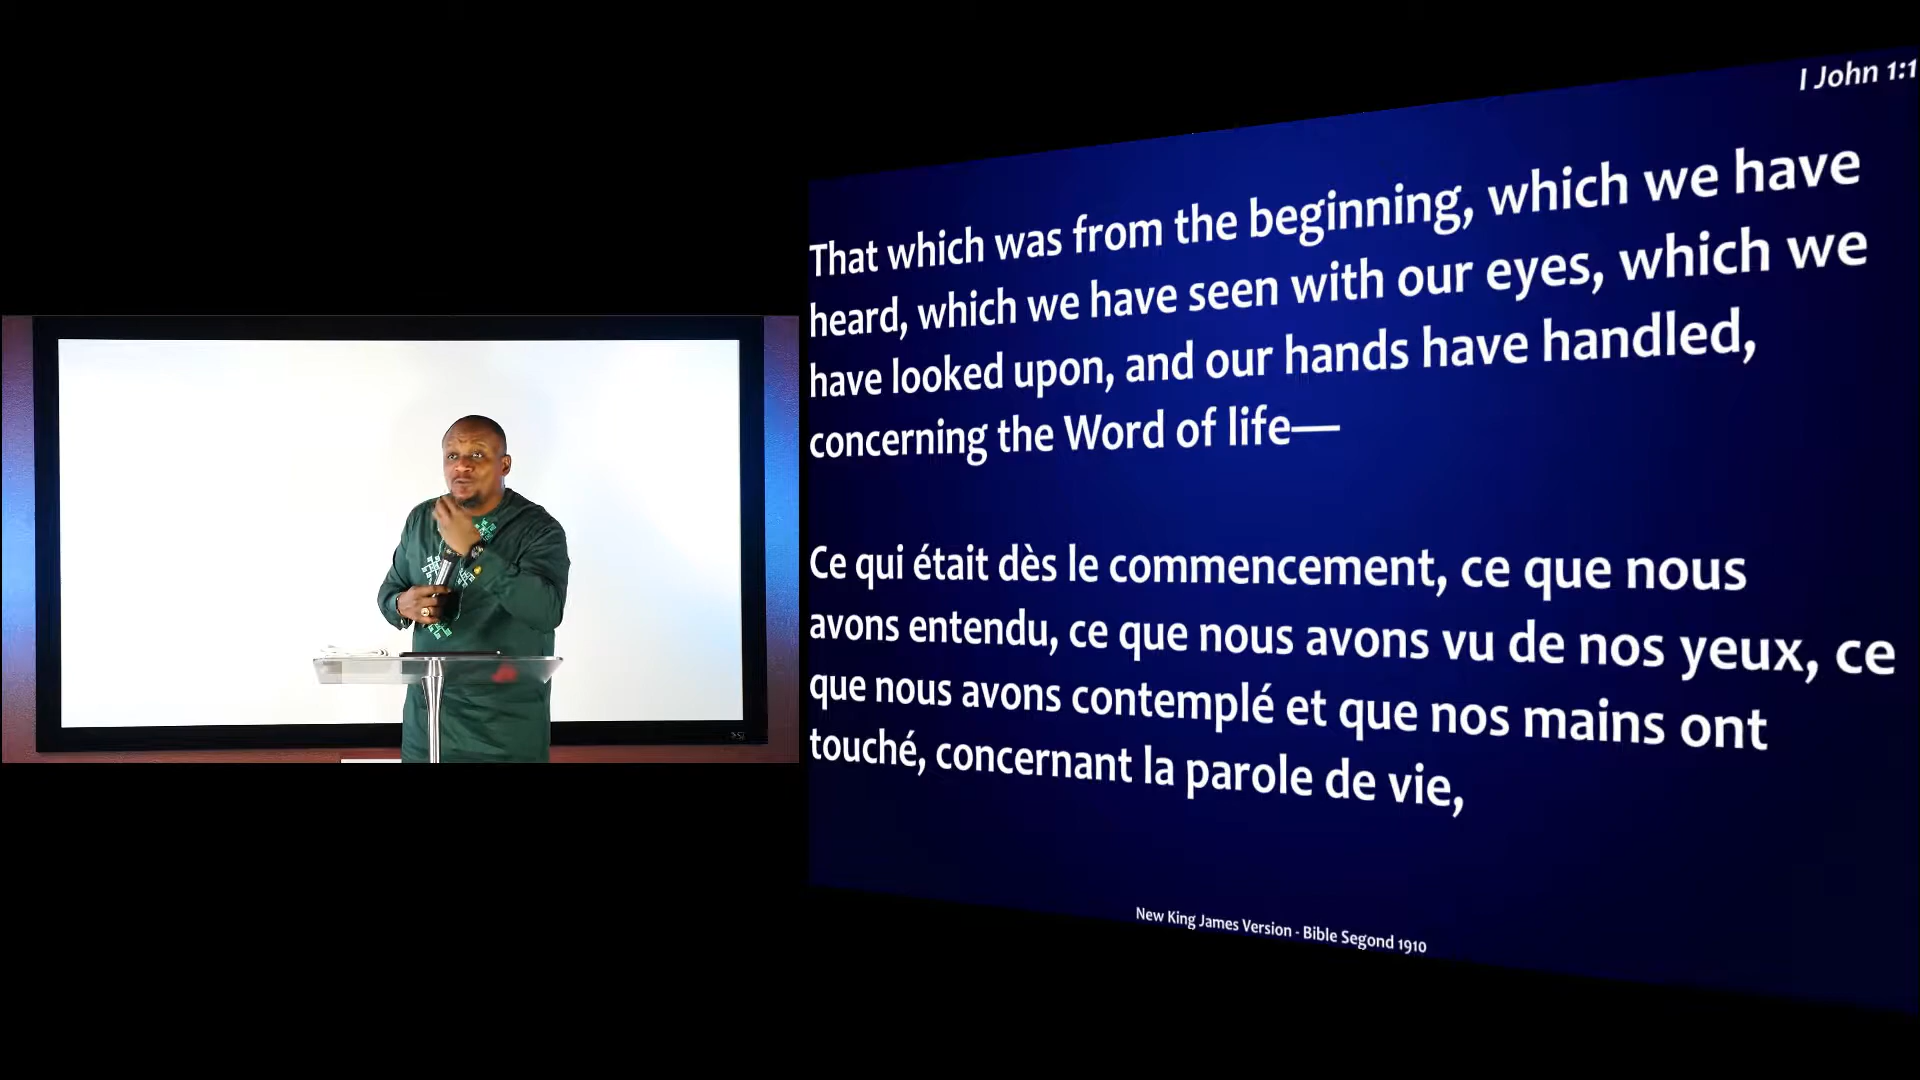 I John 1:1
That which was from the beginning, which we have
heard, which we have seen with our eyes, which we
have looked upon, and our hands have handled,
concerning the Word of life—
Ce qui était dès le commencement, ce que nous
avons entendu, ce que nous avons vu de nos yeux, ce
que nous avons contemplé et que nos mains ont
touché, concernant la parole de vie,
New King James Version - Bible Segond 1910